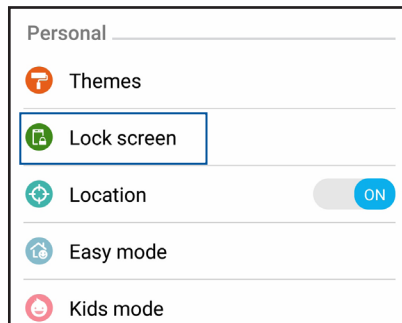 Personal
Themes
Lock screen
Location ON
Easy mode
Kids mode